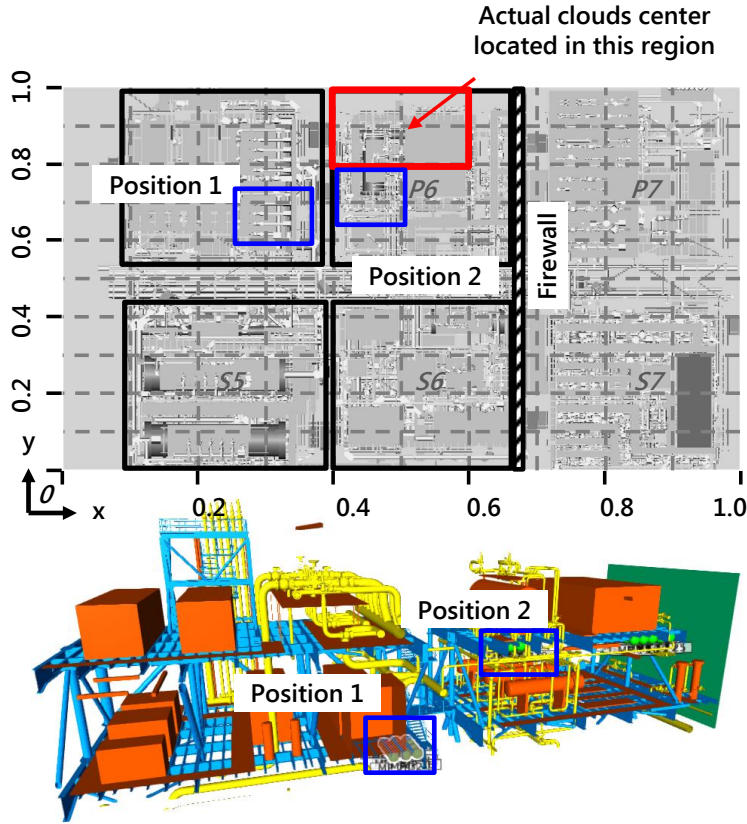 Actual clouds center
located in this region
1.0
0.8
0.6
0.4
0.2
y
0
x
0.2
0.4
0.6
0.8
1.0
Position 1
P6
P7
Position 2
Firewall
S5
S6
S7
Position 2
Position 1